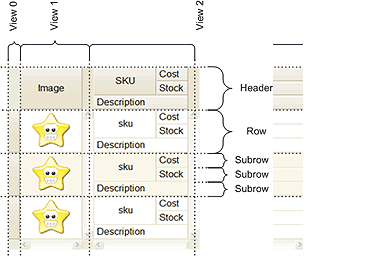 View 0
View 1
View 2
Image
SKU
Cost
Stock
Description
Header
sku
Cost
Stock
Description
Row
sku
Cost
Stock
Description
Subrow
Subrow
Subrow
sku
Cost
Stock
Description